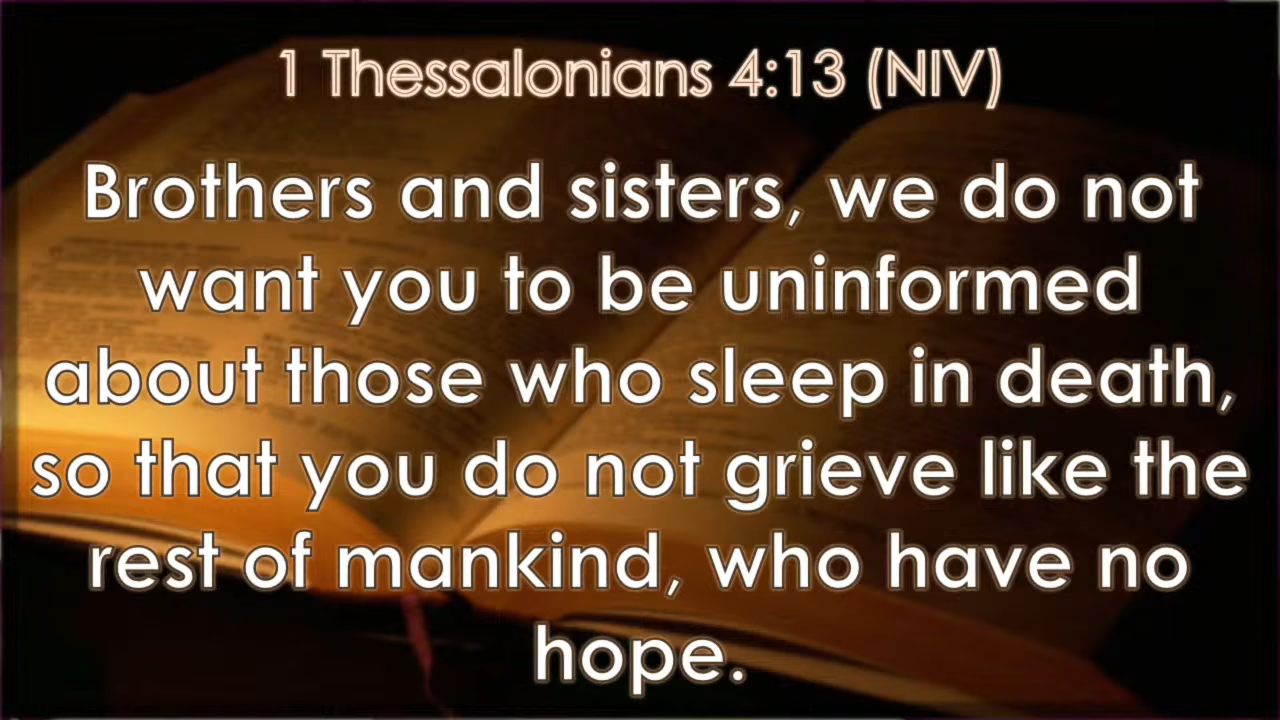 1 Thessalonians 4:13 (NIV)
Brothers and sisters, we do not
want you to be uninformed
about those who sleep in death,
so that you do not grieve like the
rest of mankind, who have no
hope.